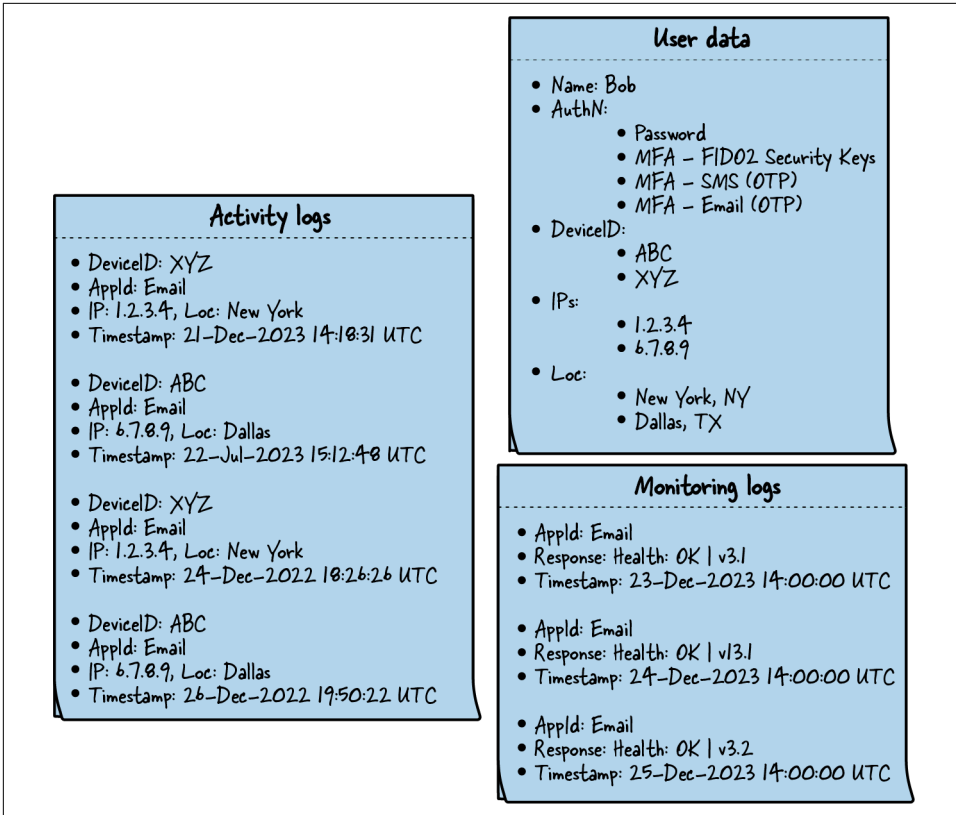 User data
Name: Bob
AuthN:
Password
MFA – FIDO2 Security Keys
MFA – SMS (OTP)
MFA – Email (OTP)
DeviceID:
ABC
XYZ
IPs:
1.2.3.4
6.7.8.9
Loc:
New York, NY
Dallas, TX
Activity logs
DeviceID: XYZ
AppId: Email
IP: 1.2.3.4, Loc: New York
Timestamp: 21-Dec-2023 14:18:31 UTC
DeviceID: ABC
AppId: Email
IP: 6.7.8.9, Loc: Dallas
Timestamp: 22-Jul-2023 15:12:48 UTC
DeviceID: XYZ
AppId: Email
IP: 1.2.3.4, Loc: New York
Timestamp: 24-Dec-2022 18:26:26 UTC
DeviceID: ABC
AppId: Email
IP: 6.7.8.9, Loc: Dallas
Timestamp: 26-Dec-2022 19:50:22 UTC
Monitoring logs
AppId: Email
Response: Health: OK | v3.1
Timestamp: 23-Dec-2023 14:00:00 UTC
AppId: Email
Response: Health: OK | v13.1
Timestamp: 24-Dec-2023 14:00:00 UTC
AppId: Email
Response: Health: OK | v3.2
Timestamp: 25-Dec-2023 14:00:00 UTC